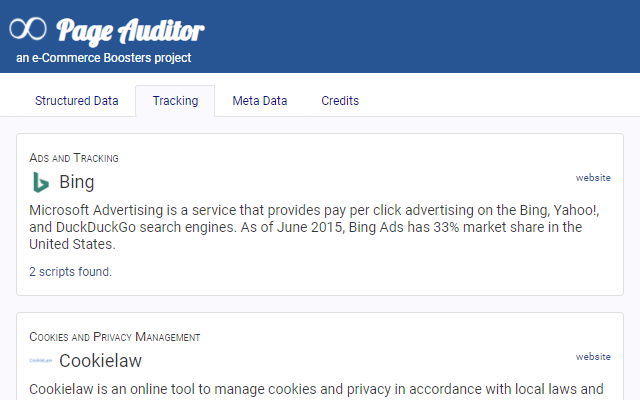 Page Auditor
an e-Commerce Boosters project
Structured Data Tracking Meta Data Credits
Ads and Tracking
Bing website
Microsoft Advertising is a service that provides pay per click advertising on the Bing, Yahoo!,
and DuckDuckGo search engines. As of June 2015, Bing Ads has 33% market share in the
United States.
2 scripts found.
Cookies and Privacy Management
CookieLaw Cookielaw website
Cookielaw is an online tool to manage cookies and privacy in accordance with local laws and